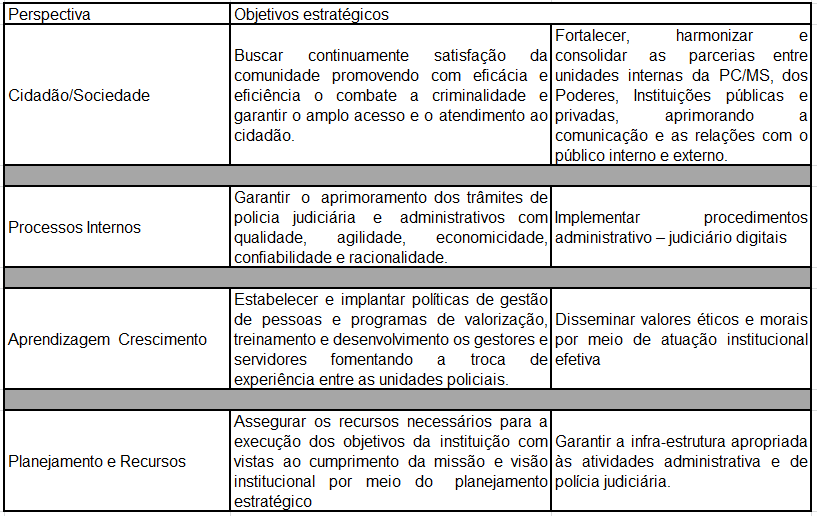 Perspectiva
Objetivos estratégicos
Cidadão/Sociedade
Buscar continuamente satisfação da
comunidade promovendo com eficácia e
eficiência o combate a criminalidade e
garantir o amplo acesso e o atendimento ao
cidadão.
Fortalecer, harmonizar e
consolidar as parcerias entre
unidades internas da PC/MS, dos
Poderes, Instituições públicas e
privadas, aprimorando a
comunicação e as relações com o
público interno e externo.
Processos Internos
Garantir o aprimoramento dos trâmites de
policia judiciária e administrativos com
qualidade, agilidade, economicidade,
confiabilidade e racionalidade.
Implementar procedimentos
administrativo – judiciário digitais
Aprendizagem Crescimento
Estabelecer e implantar políticas de gestão
de pessoas e programas de valorização,
treinamento e desenvolvimento os gestores e
servidores fomentando a troca de
experiência entre as unidades policiais.
Disseminar valores éticos e morais
por meio de atuação institucional
efetiva
Planejamento e Recursos
Assegurar os recursos necessários para a
execução dos objetivos da instituição com
vistas ao cumprimento da missão e visão
institucional por meio do planejamento
estratégico
Garantir a infra-estrutura apropriada
às atividades administrativa e de
polícia judiciária.